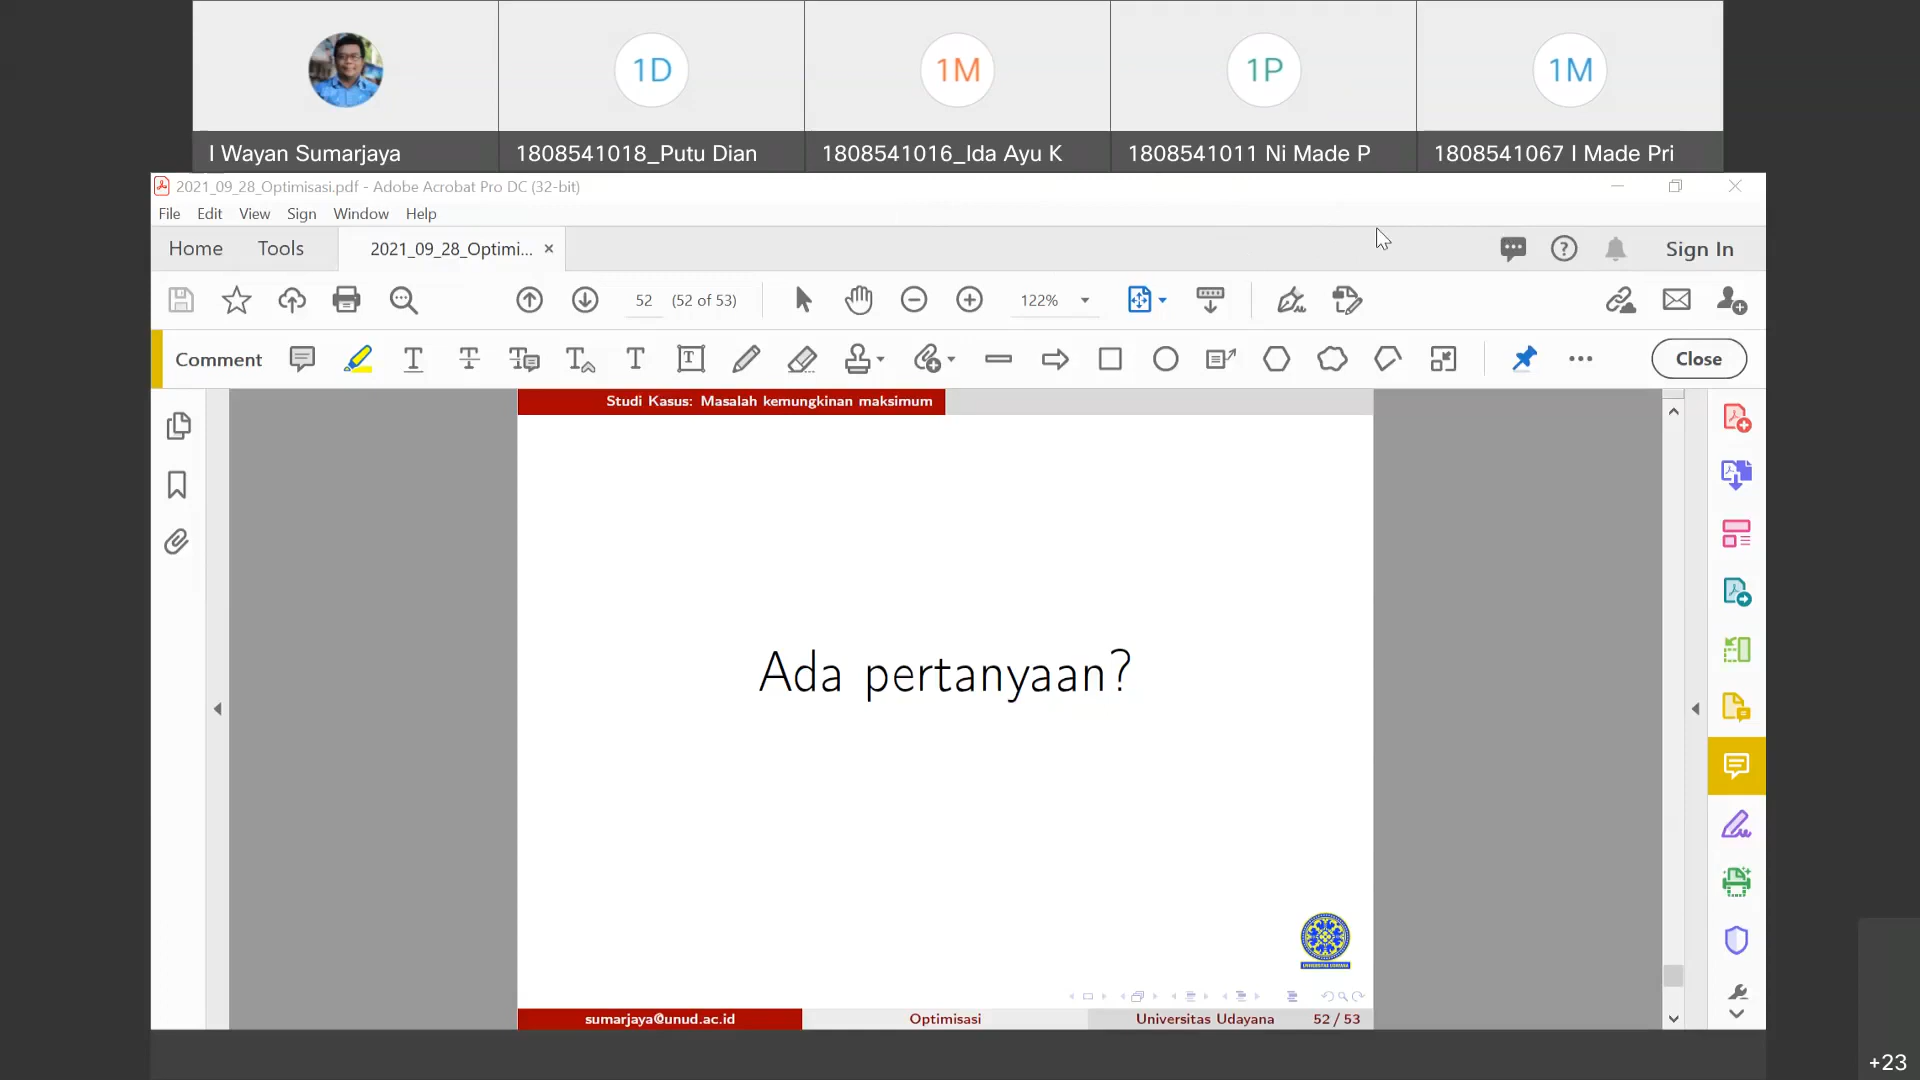 1D
1M
1P
1M
I Wayan Sumarjaya
1808541018_Putu Dian
1808541016_Ida Ayu K
1808541011 Ni Made P
1808541067 I Made Pri
2021_09_28_Optimisasi.pdf - Adobe Acrobat Pro DC (32-bit)
File Edit View Sign Window Help
Home Tools 2021_09_28_Optimi... × Sign In
52 (52 of 53) 122%
Comment Close
Studi Kasus: Masalah kemungkinan maksimum
Ada pertanyaan?
UNIVERSITAS UDAYANA
sumarjaya@unud.ac.id Optimisasi Universitas Udayana 52 / 53
+23